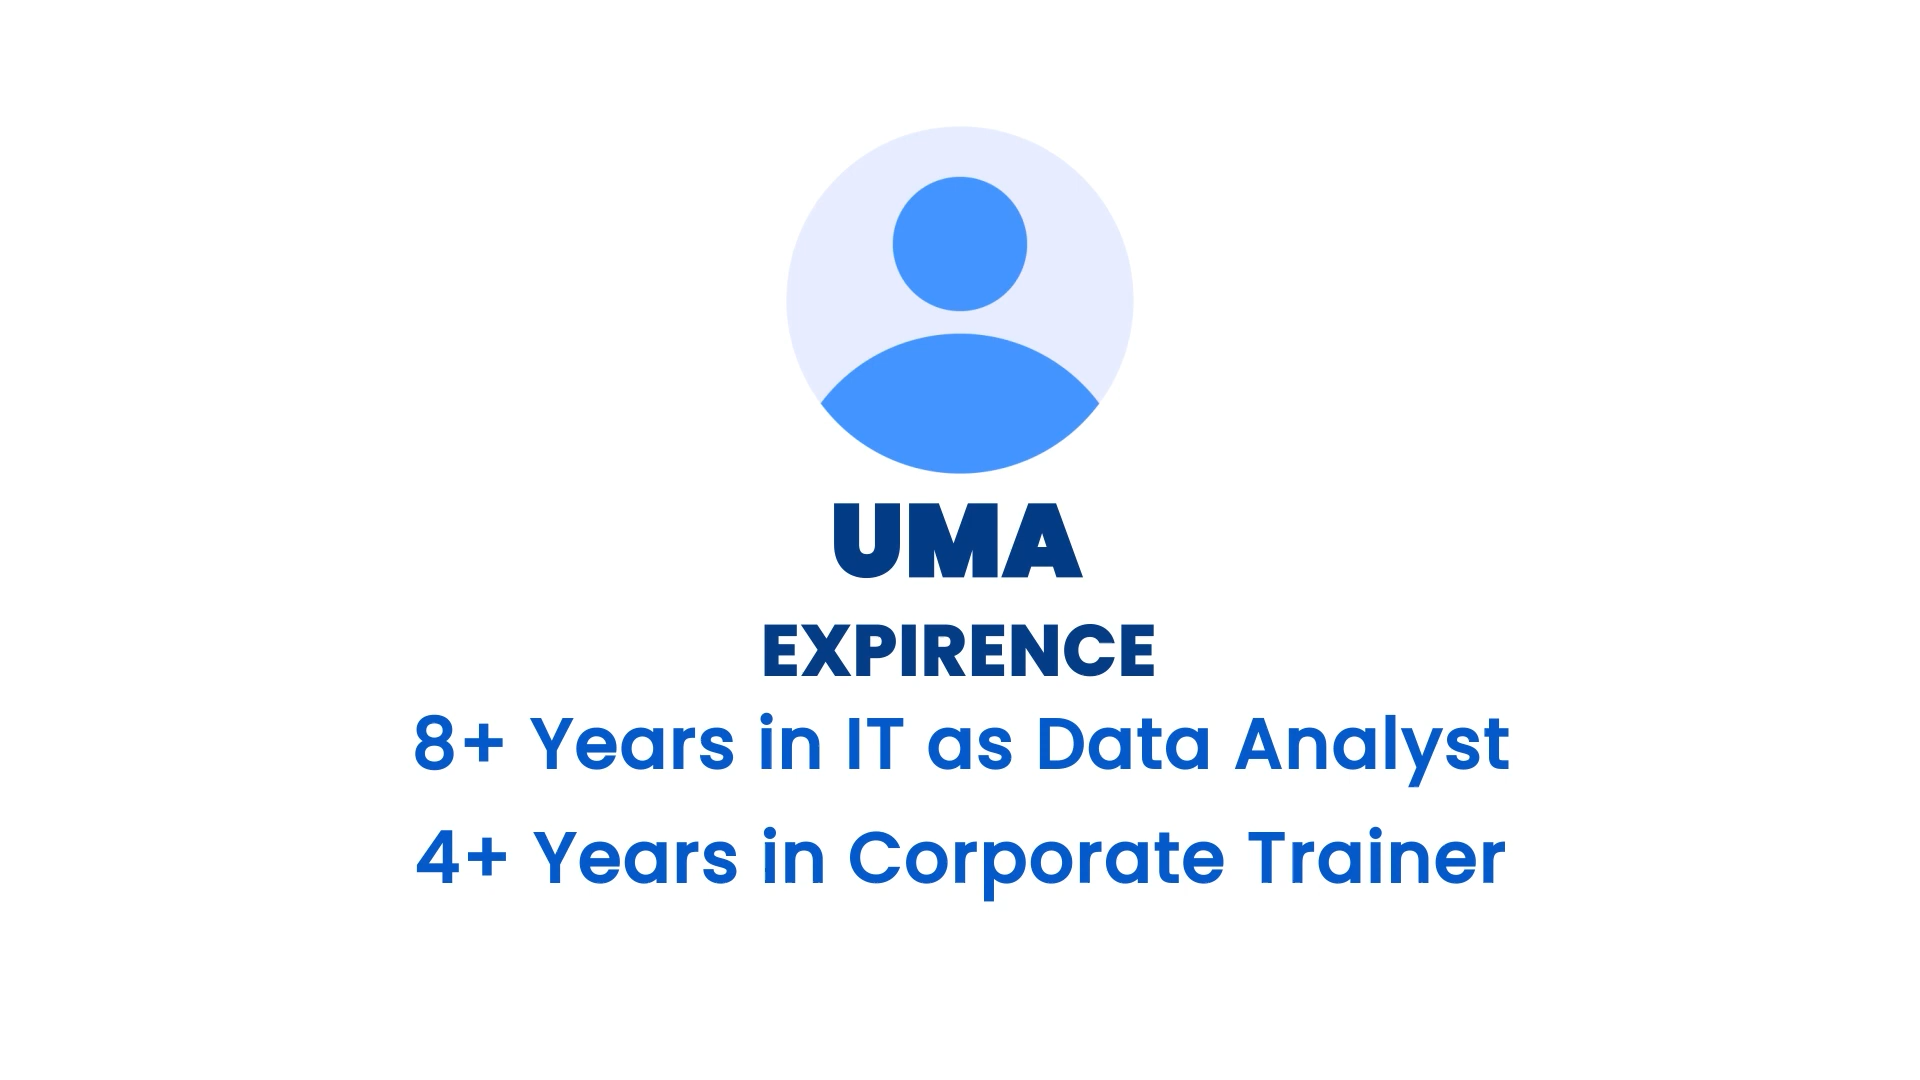 UMA
EXPIRENCE
8+ Years in IT as Data Analyst
4+ Years in Corporate Trainer